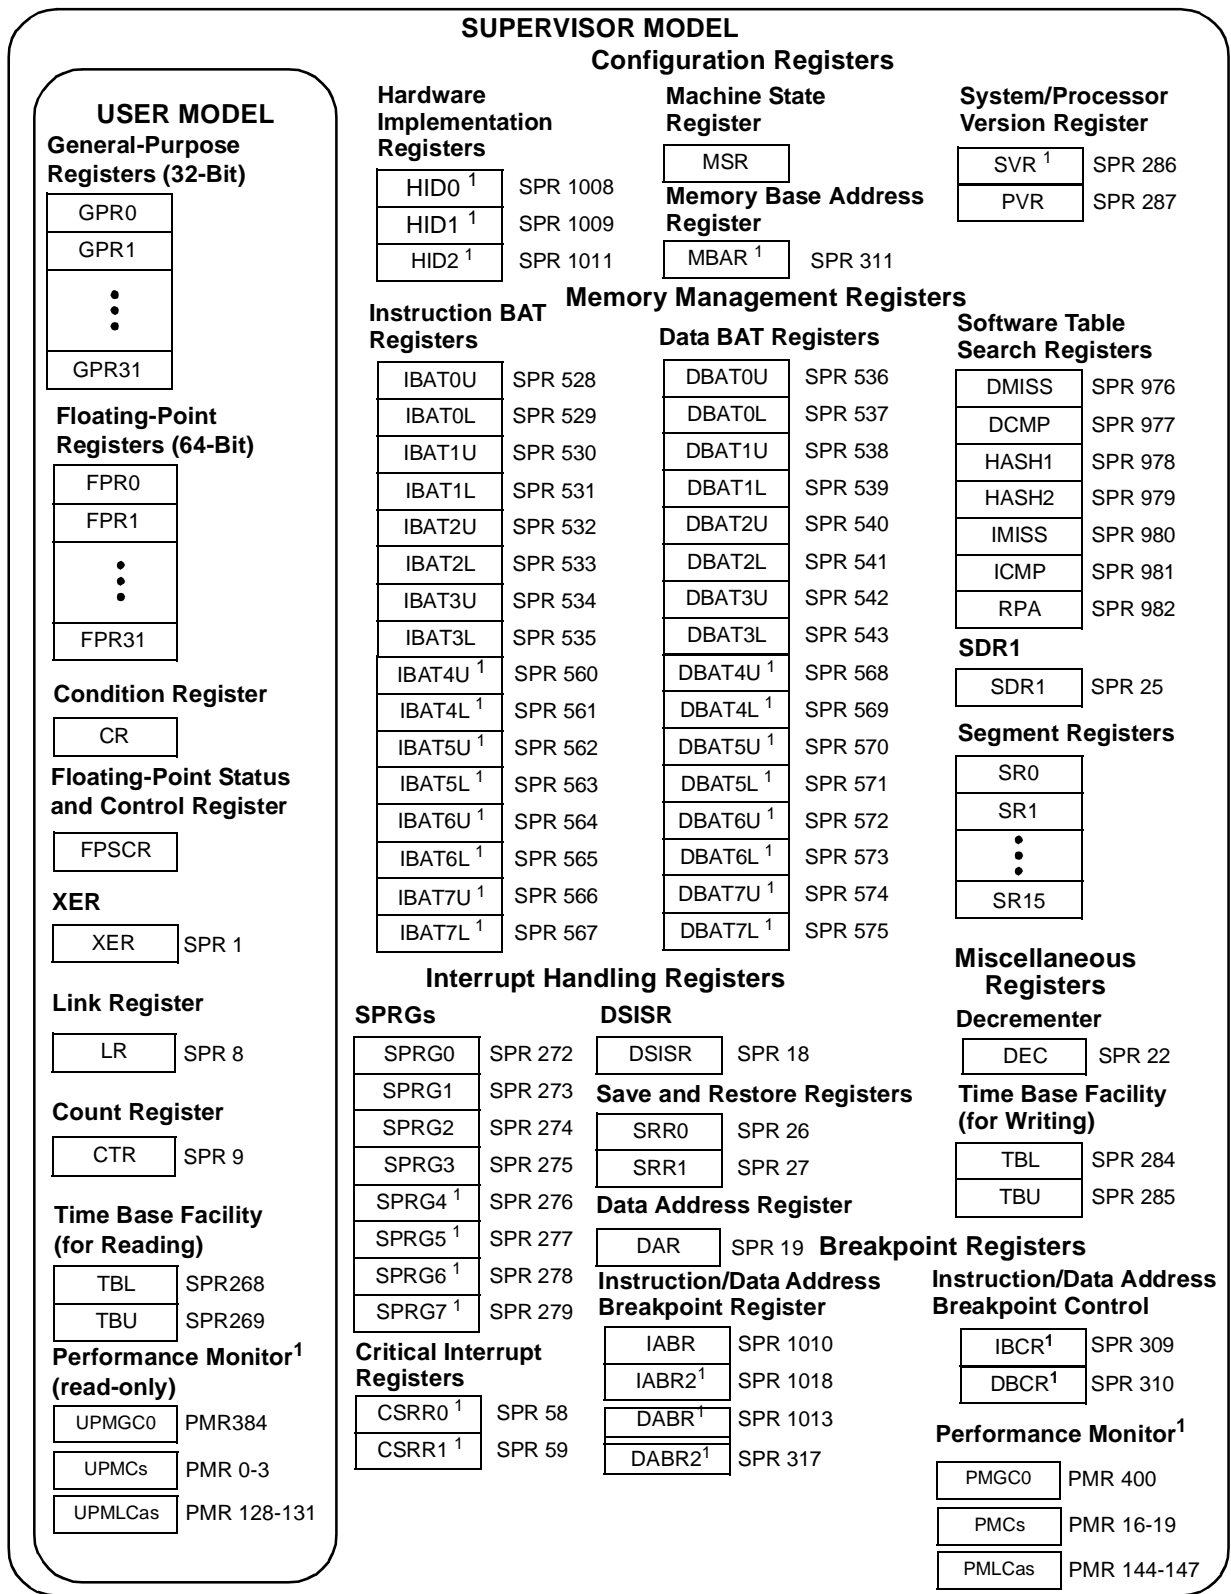 SUPERVISOR MODEL
USER MODEL
General-Purpose
Registers (32-Bit)
GPR0
GPR1
GPR31
Floating-Point
Registers (64-Bit)
FPR0
FPR1
FPR31
Condition Register
CR
Floating-Point Status
and Control Register
FPSCR
XER
XER SPR 1
Link Register
LR SPR 8
Count Register
CTR SPR 9
Time Base Facility
(for Reading)
TBL SPR268
TBU SPR269
Performance Monitor1
(read-only)
UPMGC0 PMR384
UPMCs PMR 0-3
UPMLCas PMR 128-131
Configuration Registers
Hardware
Implementation
Registers
HID0 1 SPR 1008
HID1 1 SPR 1009
HID2 1 SPR 1011
Machine State
Register
MSR
Memory Base Address
Register
MBAR 1 SPR 311
System/Processor
Version Register
SVR 1 SPR 286
PVR SPR 287
Memory Management Registers
Instruction BAT
Registers
IBAT0U SPR 528
IBAT0L SPR 529
IBAT1U SPR 530
IBAT1L SPR 531
IBAT2U SPR 532
IBAT2L SPR 533
IBAT3U SPR 534
IBAT3L SPR 535
IBAT4U 1 SPR 560
IBAT4L 1 SPR 561
IBAT5U 1 SPR 562
IBAT5L 1 SPR 563
IBAT6U 1 SPR 564
IBAT6L 1 SPR 565
IBAT7U 1 SPR 566
IBAT7L 1 SPR 567
Data BAT Registers
DBAT0U SPR 536
DBAT0L SPR 537
DBAT1U SPR 538
DBAT1L SPR 539
DBAT2U SPR 540
DBAT2L SPR 541
DBAT3U SPR 542
DBAT3L SPR 543
DBAT4U 1 SPR 568
DBAT4L 1 SPR 569
DBAT5U 1 SPR 570
DBAT5L 1 SPR 571
DBAT6U 1 SPR 572
DBAT6L 1 SPR 573
DBAT7U 1 SPR 574
DBAT7L 1 SPR 575
Software Table
Search Registers
DMISS SPR 976
DCMP SPR 977
HASH1 SPR 978
HASH2 SPR 979
IMISS SPR 980
ICMP SPR 981
RPA SPR 982
SDR1
SDR1 SPR 25
Segment Registers
SR0
SR1
SR15
Interrupt Handling Registers
SPRGs
SPRG0 SPR 272
SPRG1 SPR 273
SPRG2 SPR 274
SPRG3 SPR 275
SPRG4 1 SPR 276
SPRG5 1 SPR 277
SPRG6 1 SPR 278
SPRG7 1 SPR 279
Critical Interrupt
Registers
CSRR0 1 SPR 58
CSRR1 1 SPR 59
DSISR
DSISR SPR 18
Save and Restore Registers
SRR0 SPR 26
SRR1 SPR 27
Data Address Register
DAR SPR 19
Miscellaneous
Registers
Decrementer
DEC SPR 22
Time Base Facility
(for Writing)
TBL SPR 284
TBU SPR 285
Breakpoint Registers
Instruction/Data Address
Breakpoint Register
IABR SPR 1010
IABR2 1 SPR 1018
DABR 1 SPR 1013
DABR2 1 SPR 317
Instruction/Data Address
Breakpoint Control
IBCR1 SPR 309
DBCR1 SPR 310
Performance Monitor1
PMGC0 PMR 400
PMCs PMR 16-19
PMLCas PMR 144-147